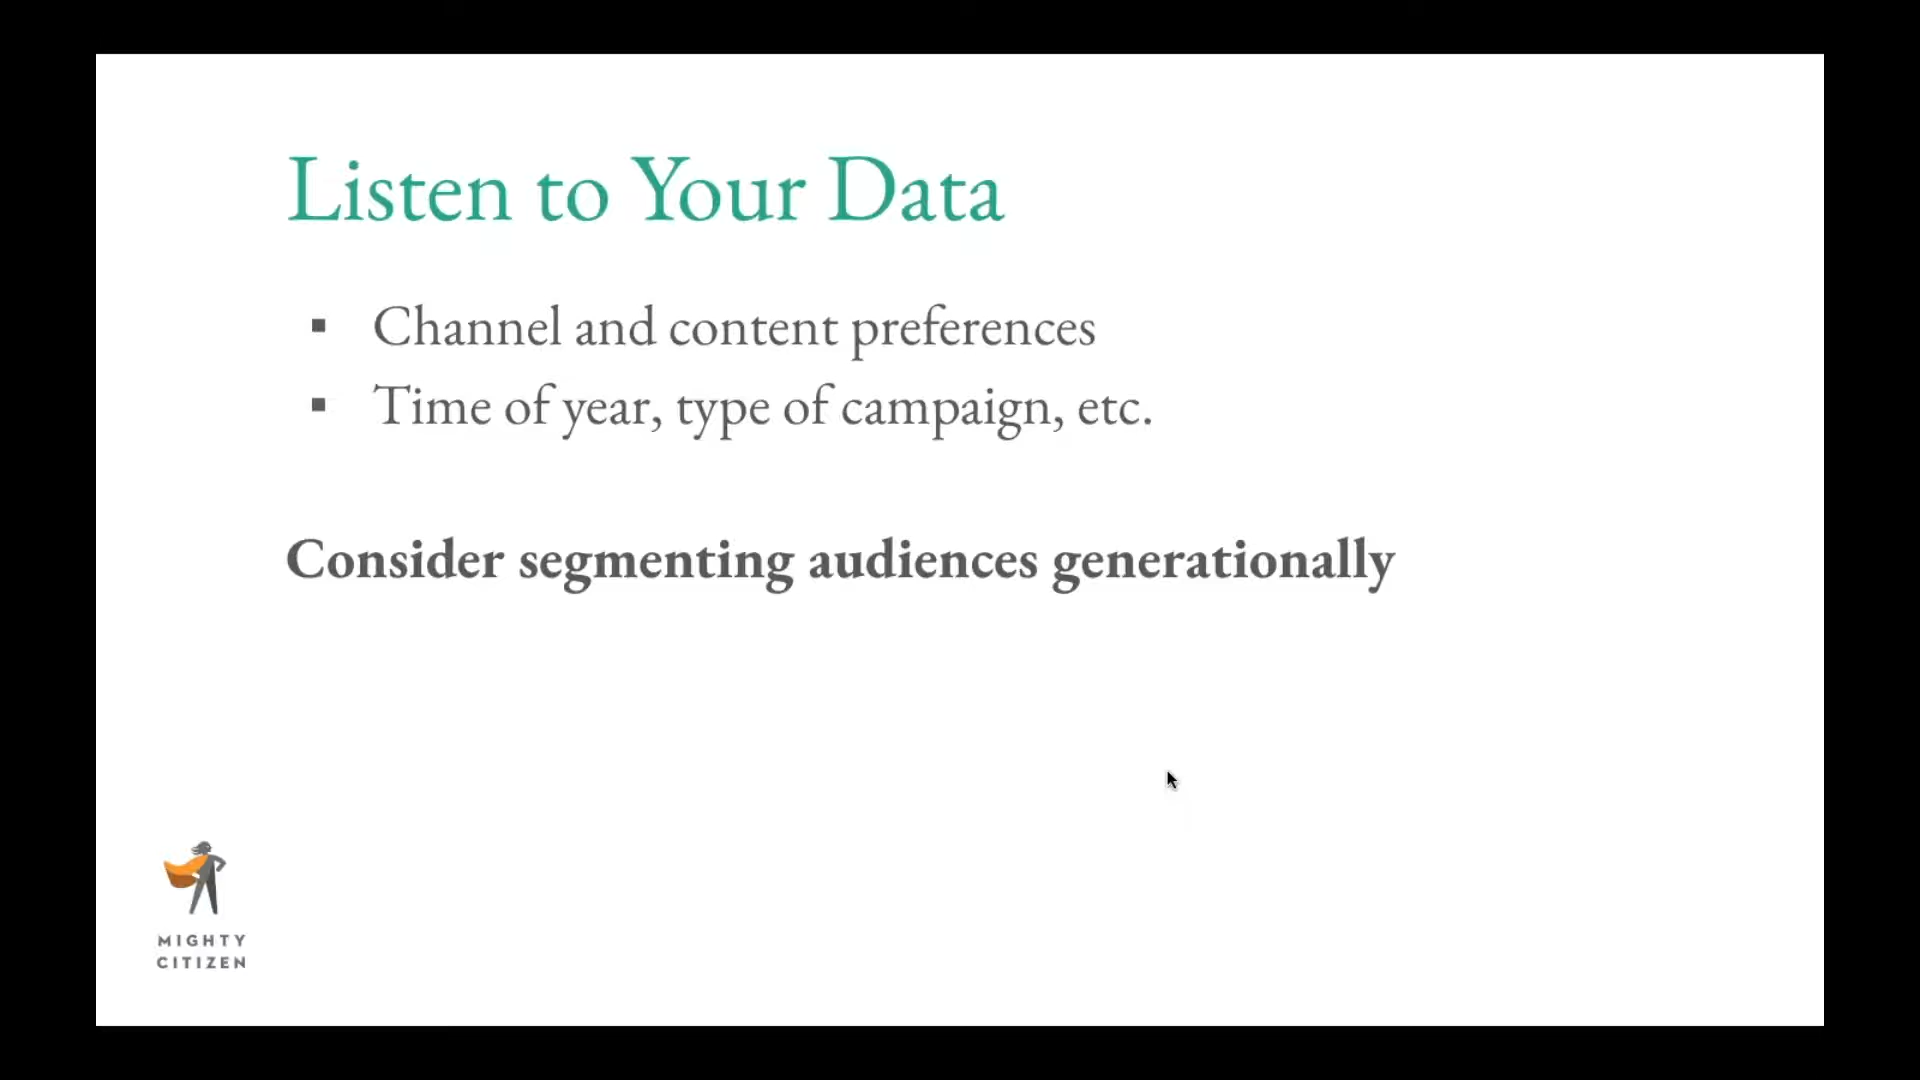 Listen to Your Data
▪ Channel and content preferences
▪ Time of year, type of campaign, etc.
Consider segmenting audiences generationally
MIGHTY
CITIZEN